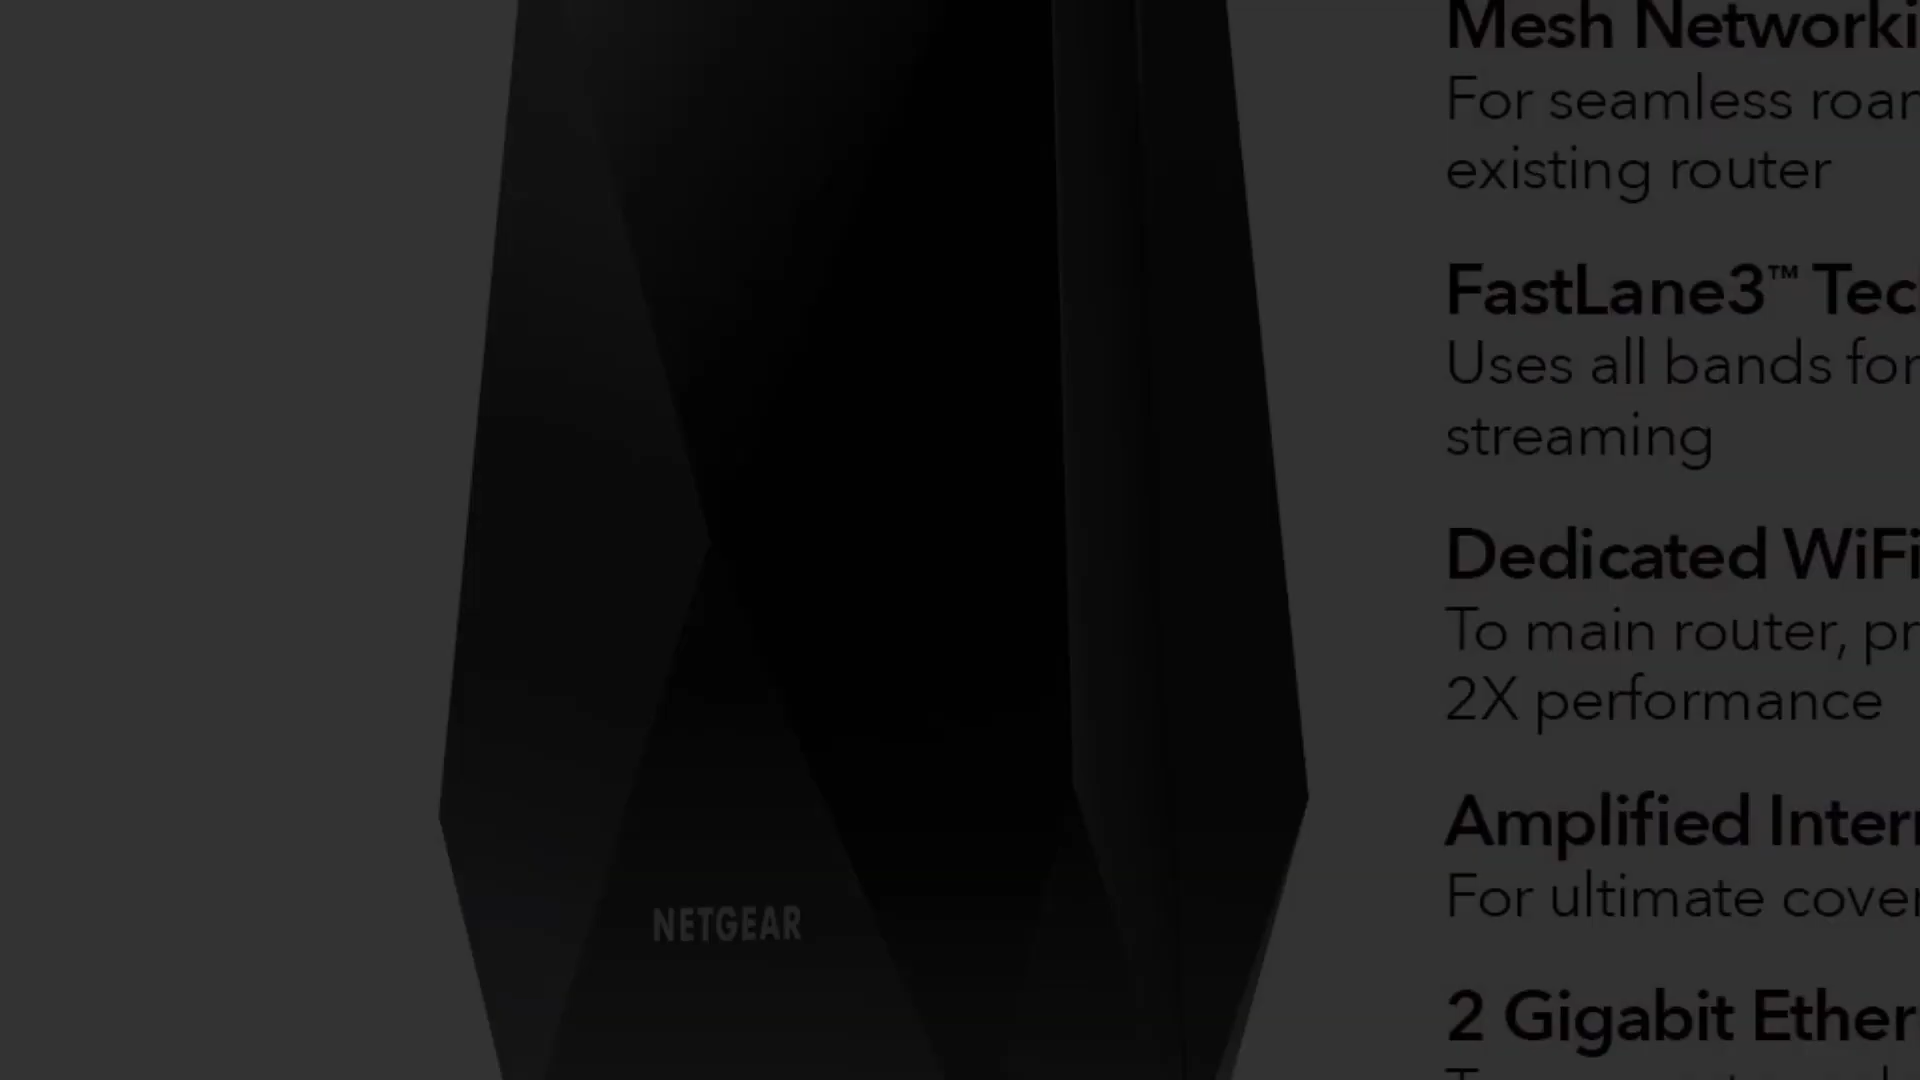 Mesh Networki
For seamless roar
existing router
FastLane3™ Tec
Uses all bands for
streaming
Dedicated WiFi
To main router, pr
2X performance
Amplified Inter
For ultimate cover
2 Gigabit Ether
NETGEAR